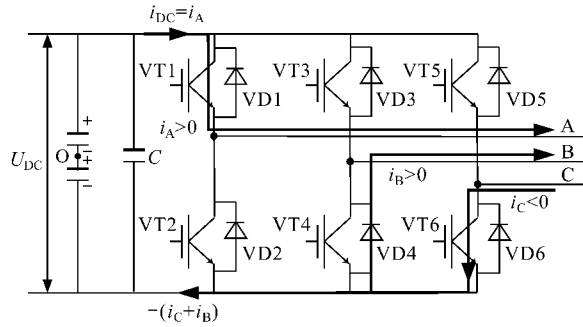 i_DC=i_A
VT1
VD1
VT3
VD3
VT5
VD5
i_A>0
A
U_DC
+
−
O
+
−
C
B
i_B>0
C
i_C<0
VT2
VD2
VT4
VD4
VT6
VD6
−(i_C+i_B)